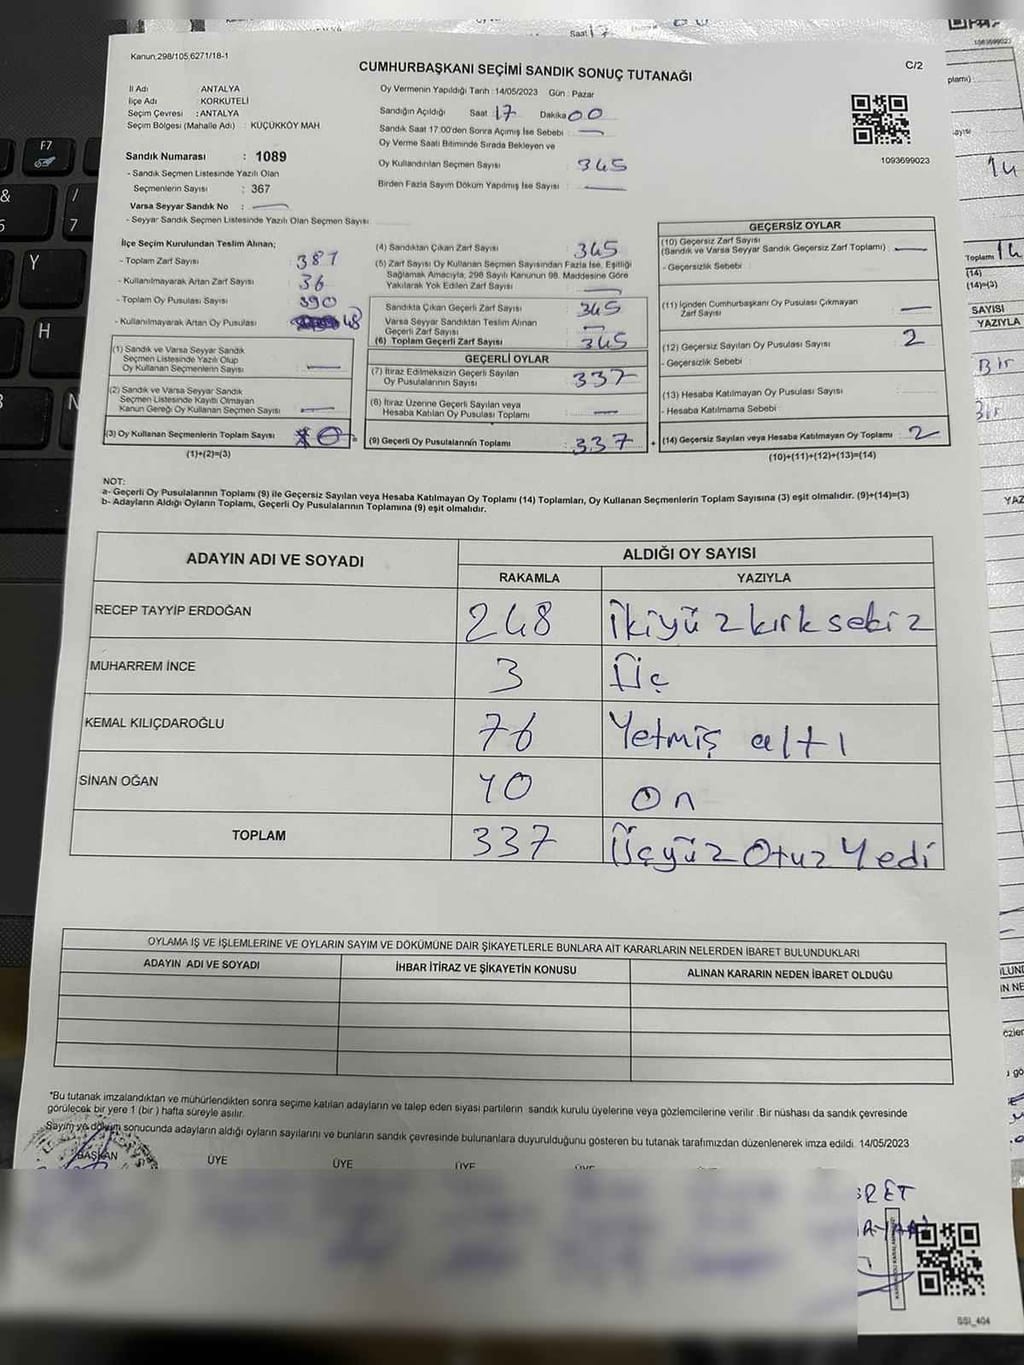 Saat 17
Kanun,298/105,6271/18-1
CUMHURBAŞKANI SEÇİMİ SANDIK SONUÇ TUTANAĞI
C/2
İl Adı ANTALYA
İlçe Adı KORKUTELİ
Seçim Çevresi : ANTALYA
Seçim Bölgesi (Mahalle Adı) : KÜÇÜKKÖY MAH
Sandık Numarası : 1089
- Sandık Seçmen Listesinde Yazılı Olan
Seçmenlerin Sayısı : 367
Varsa Seyyar Sandık No : —
- Seyyar Sandık Seçmen Listesinde Yazılı Olan Seçmen Sayısı
Oy Vermenin Yapıldığı Tarih :14/05/2023 Gün : Pazar
Sandığın Açıldığı Saat 17 Dakika 00
Sandık Saat 17:00'den Sonra Açımış İse Sebebi : —
Oy Verme Saati Bitiminde Sırada Bekleyen ve
Oy Kullandırılan Seçmen Sayısı : 345
Birden Fazla Sayım Döküm Yapılmış İse Sayısı : —
1093699023
İlçe Seçim Kurulundan Teslim Alınan;
- Toplam Zarf Sayısı : 381
- Kullanılmayarak Artan Zarf Sayısı : 36
- Toplam Oy Pusulası Sayısı : 390
- Kullanılmayarak Artan Oy Pusulası : 48
(1) Sandık ve Varsa Seyyar Sandık
Seçmen Listesinde Yazılı Olup
Oy Kullanan Seçmenlerin Sayısı : —
(2) Sandık ve Varsa Seyyar Sandık
Seçmen Listesinde Kayıtlı Olmayan
Kanun Gereği Oy Kullanan Seçmen Sayısı : —
(3) Oy Kullanan Seçmenlerin Toplam Sayısı 0 =
(1)+(2)=(3)
(4) Sandıktan Çıkan Zarf Sayısı : 345
(5) Zarf Sayısı Oy Kullanan Seçmen Sayısından Fazla İse, Eşitliği
Sağlamak Amacıyla, 298 Sayılı Kanunun 98. Maddesine Göre
Yakılarak Yok Edilen Zarf Sayısı : —
Sandıkta Çıkan Geçerli Zarf Sayısı : 345
Varsa Seyyar Sandıktan Teslim Alınan
Geçerli Zarf Sayısı : —
(6) Toplam Geçerli Zarf Sayısı : 345
GEÇERLİ OYLAR
(7) İtiraz Edilmeksizin Geçerli Sayılan
Oy Pusulalarının Sayısı : 337
(8) İtiraz Üzerine Geçerli Sayılan veya
Hesaba Katılan Oy Pusulası Toplamı : —
(9) Geçerli Oy Pusulalarının Toplamı : 337 +
GEÇERSİZ OYLAR
(10) Geçersiz Zarf Sayısı
(Sandık ve Varsa Seyyar Sandık Geçersiz Zarf Toplamı) : —
- Geçersizlik Sebebi :
(11) İçinden Cumhurbaşkanı Oy Pusulası Çıkmayan
Zarf Sayısı : —
(12) Geçersiz Sayılan Oy Pusulası Sayısı : 2
- Geçersizlik Sebebi :
(13) Hesaba Katılmayan Oy Pusulası Sayısı
- Hesaba Katılmama Sebebi :
(14) Geçersiz Sayılan veya Hesaba Katılmayan Oy Toplamı : 2
(10)+(11)+(12)+(13)=(14)
NOT:
a- Geçerli Oy Pusulalarının Toplamı (9) ile Geçersiz Sayılan veya Hesaba Katılmayan Oy Toplamı (14) Toplamları, Oy Kullanan Seçmenlerin Toplam Sayısına (3) eşit olmalıdır. (9)+(14)=(3)
b- Adayların Aldığı Oyların Toplamı, Geçerli Oy Pusulalarının Toplamına (9) eşit olmalıdır.
ADAYIN ADI VE SOYADI ALDIĞI OY SAYISI
RAKAMLA YAZIYLA
RECEP TAYYİP ERDOĞAN 248 İkiyüzkırksekiz
MUHARREM İNCE 3 Üç
KEMAL KILIÇDAROĞLU 76 Yetmiş altı
SİNAN OĞAN 10 On
TOPLAM 337 Üçyüz Otuz Yedi
OYLAMA İŞ VE İŞLEMLERİNE VE OYLARIN SAYIM VE DÖKÜMÜNE DAİR ŞİKAYETLERLE BUNLARA AİT KARARLARIN NELERDEN İBARET BULUNDUKLARI
ADAYIN ADI VE SOYADI İHBAR İTİRAZ VE ŞİKAYETİN KONUSU ALINAN KARARIN NEDEN İBARET OLDUĞU
*Bu tutanak imzalandıktan ve mühürlendikten sonra seçime katılan adayların ve talep eden siyasi partilerin sandık kurulu üyelerine veya gözlemcilerine verilir .Bir nüshası da sandık çevresinde
görülecek bir yere 1 (bir ) hafta süreyle asılır.
Sayım ve döküm sonucunda adayların aldığı oyların sayılarını ve bunların sandık çevresinde bulunanlara duyurulduğunu gösteren bu tutanak tarafımızdan düzenlenerek imza edildi. 14/05/2023
BAŞKAN ÜYE ÜYE ÜYE
SSI_404
F7
&
/
7
Y
H
N
Toplamı
(14)
(14)=(3)
SAYISI
YAZIYLA
Bir
Bir